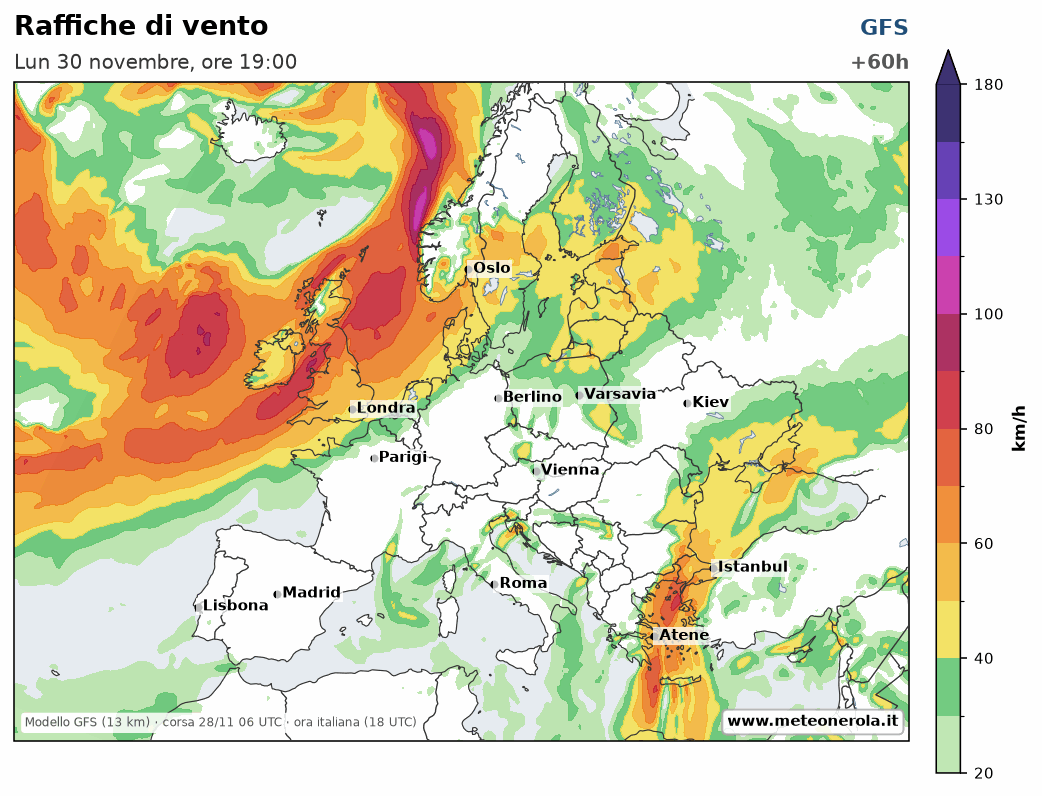 Raffiche di vento
GFS
Lun 30 novembre, ore 19:00
+60h
180
130
100
80
60
40
20
km/h
Oslo
Londra
Berlino
Varsavia
Kiev
Parigi
Vienna
Istanbul
Roma
Madrid
Lisbona
Atene
Modello GFS (13 km) · corsa 28/11 06 UTC · ora italiana (18 UTC)
www.meteonerola.it